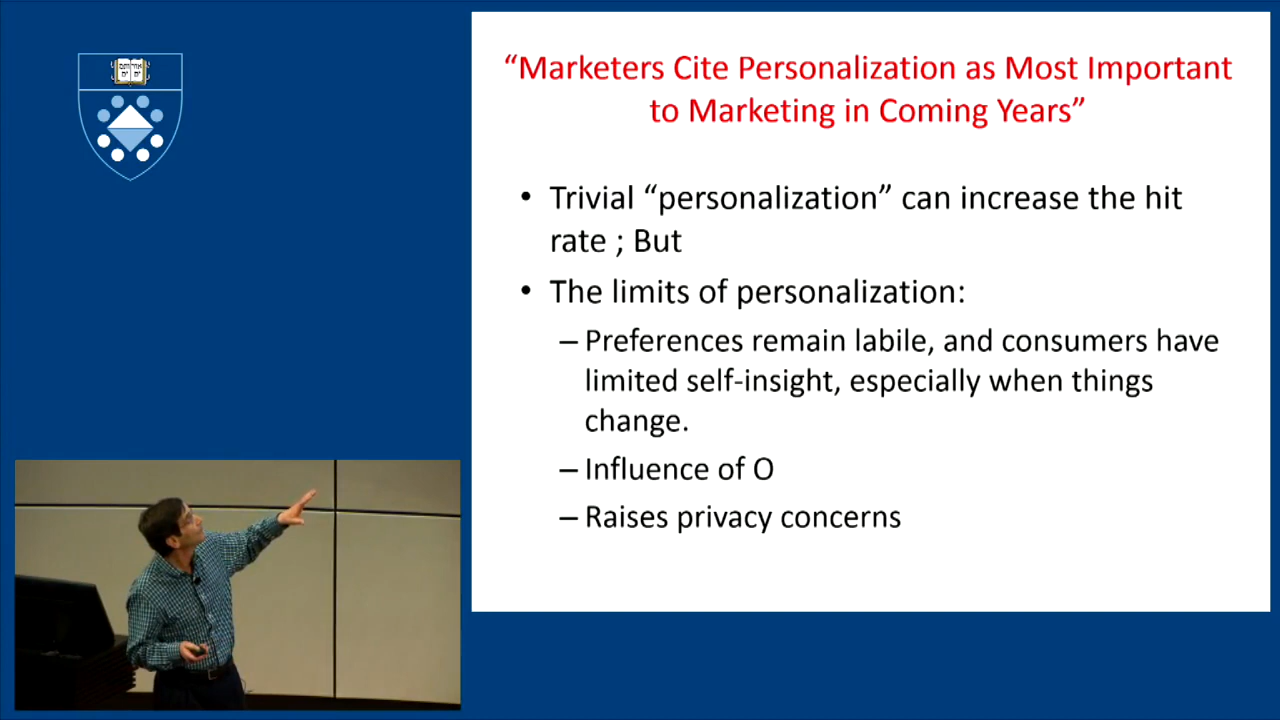 “Marketers Cite Personalization as Most Important
to Marketing in Coming Years”
• Trivial “personalization” can increase the hit
rate ; But
• The limits of personalization:
– Preferences remain labile, and consumers have
limited self-insight, especially when things
change.
– Influence of O
– Raises privacy concerns